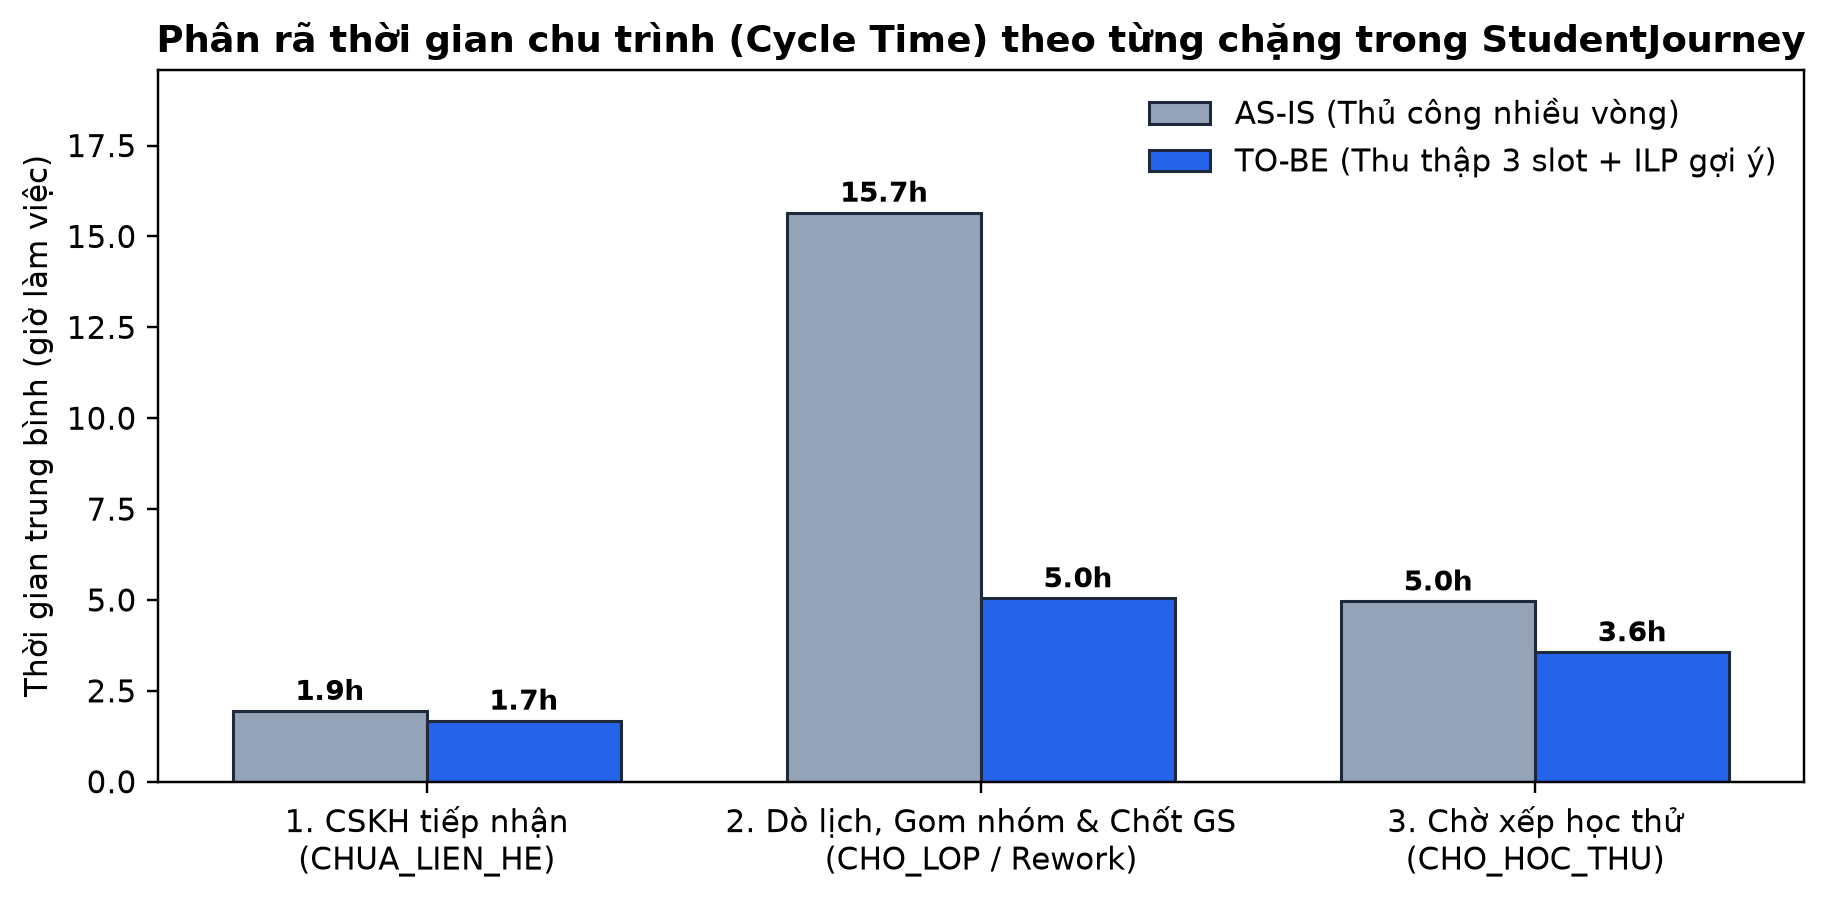 Phân rã thời gian chu trình (Cycle Time) theo từng chặng trong StudentJourney
AS-IS (Thủ công nhiều vòng)
TO-BE (Thu thập 3 slot + ILP gợi ý)
Thời gian trung bình (giờ làm việc)
17.5
15.0
12.5
10.0
7.5
5.0
2.5
0.0
1.9h
1.7h
15.7h
5.0h
5.0h
3.6h
1. CSKH tiếp nhận
(CHUA_LIEN_HE)
2. Dò lịch, Gom nhóm & Chốt GS
(CHO_LOP / Rework)
3. Chờ xếp học thử
(CHO_HOC_THU)